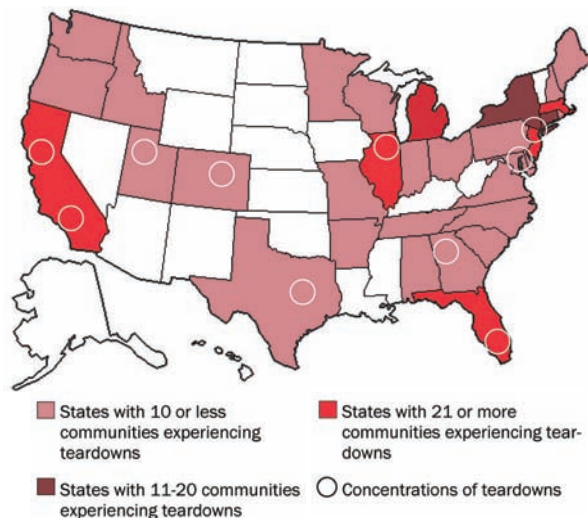 States with 10 or less
communities experiencing
teardowns
States with 11-20 communities
experiencing teardowns
States with 21 or more
communities experiencing tear-
downs
Concentrations of teardowns